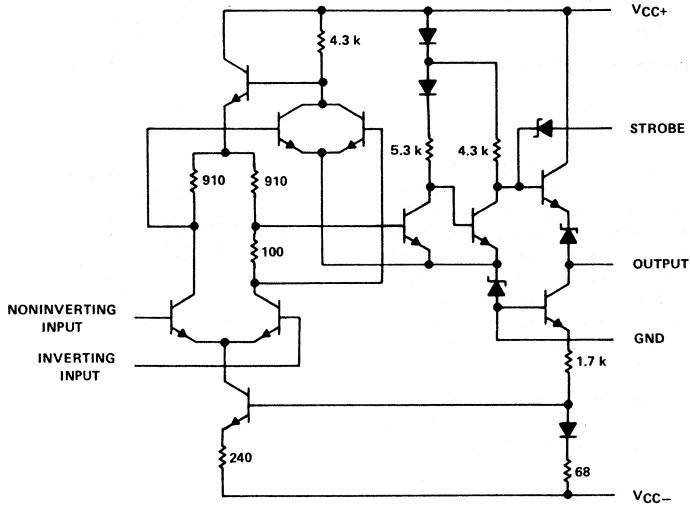 VCC+
4.3 k
STROBE
5.3 k
4.3 k
910
910
100
OUTPUT
NONINVERTING
INPUT
GND
INVERTING
INPUT
1.7 k
240
68
VCC–